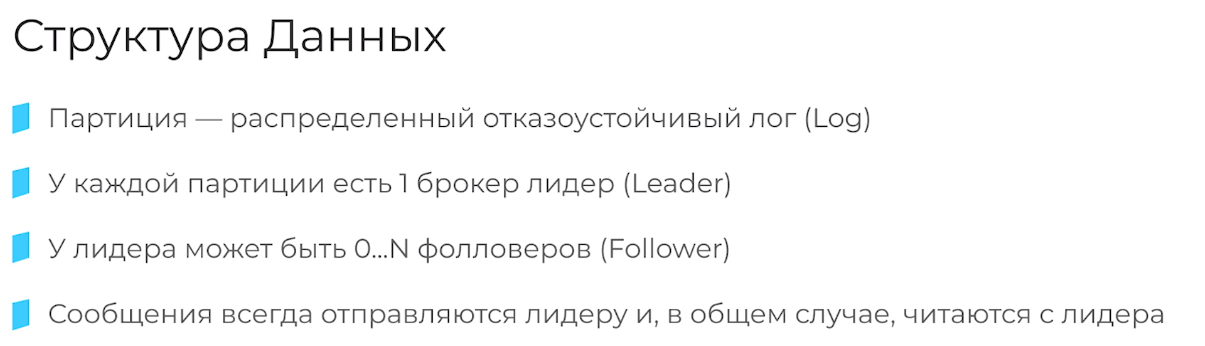 Структура Данных
Партиция — распределенный отказоустойчивый лог (Log)
У каждой партиции есть 1 брокер лидер (Leader)
У лидера может быть 0...N фолловеров (Follower)
Сообщения всегда отправляются лидеру и, в общем случае, читаются с лидера